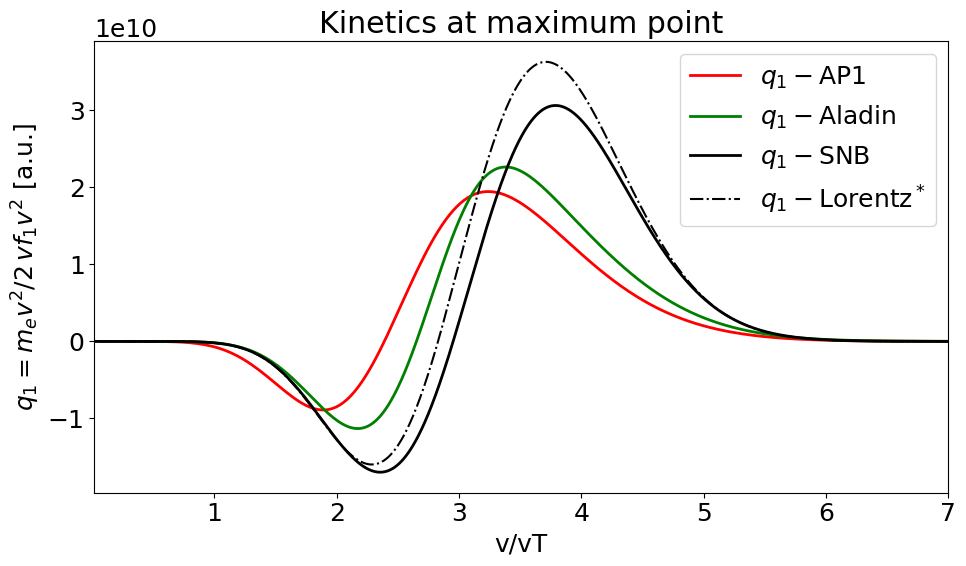 Kinetics at maximum point
1e10
q₁ = mₑv²/2 vf₁v² [a.u.]
3
2
1
0
−1
1 2 3 4 5 6 7
v/vT
q₁ − AP1
q₁ − Aladin
q₁ − SNB
q₁ − Lorentz*